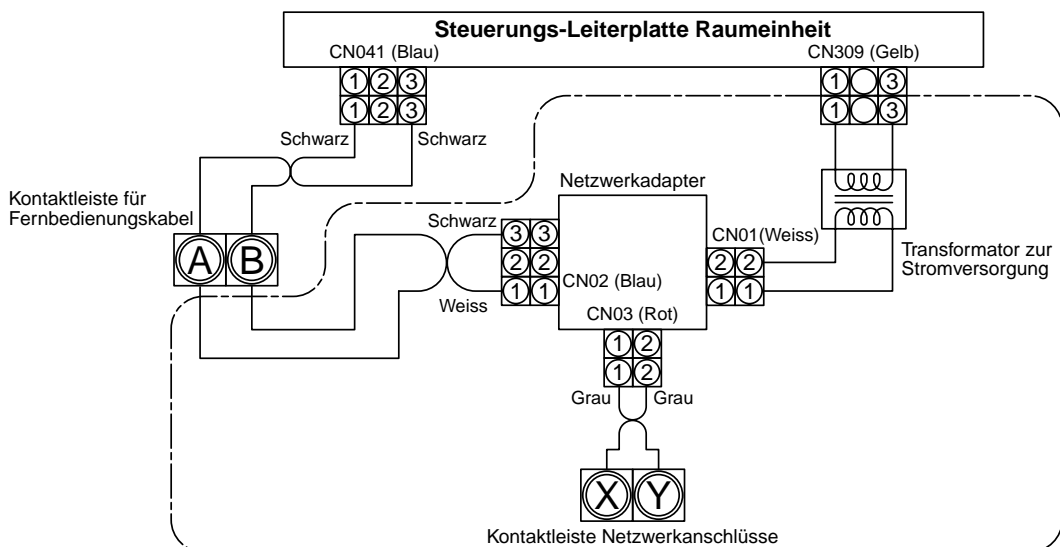 Steuerungs-Leiterplatte Raumeinheit
CN041 (Blau)
CN309 (Gelb)
1 2 3
1 3
1 2 3
1 3
Schwarz
Schwarz
Kontaktleiste für
Fernbedienungskabel
Netzwerkadapter
A B
Schwarz
3 3
2 2
1 1
CN02 (Blau)
Weiss
CN01(Weiss)
2 2
1 1
Transformator zur
Stromversorgung
CN03 (Rot)
1 2
1 2
Grau
Grau
X Y
Kontaktleiste Netzwerkanschlüsse